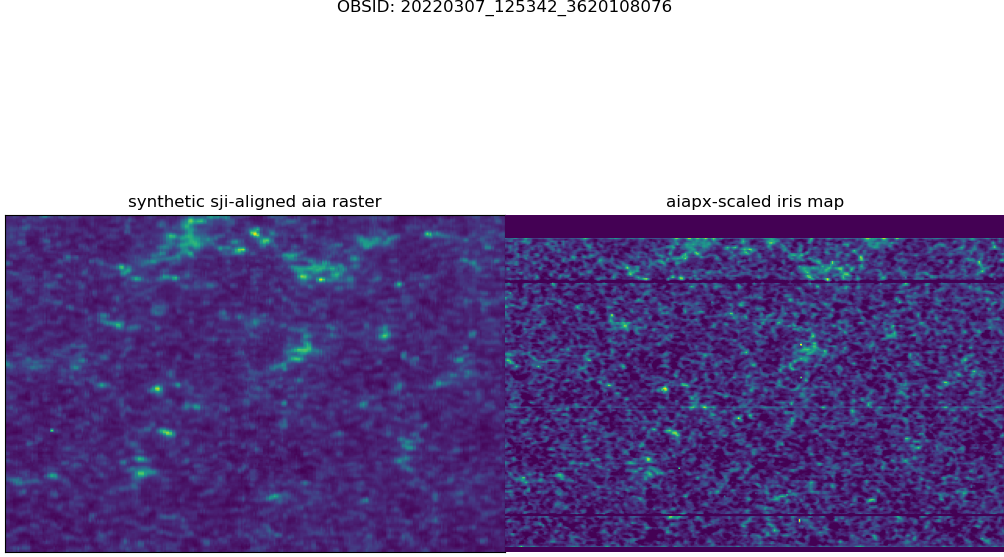 OBSID: 20220307_125342_3620108076
synthetic sji-aligned aia raster
aiapx-scaled iris map